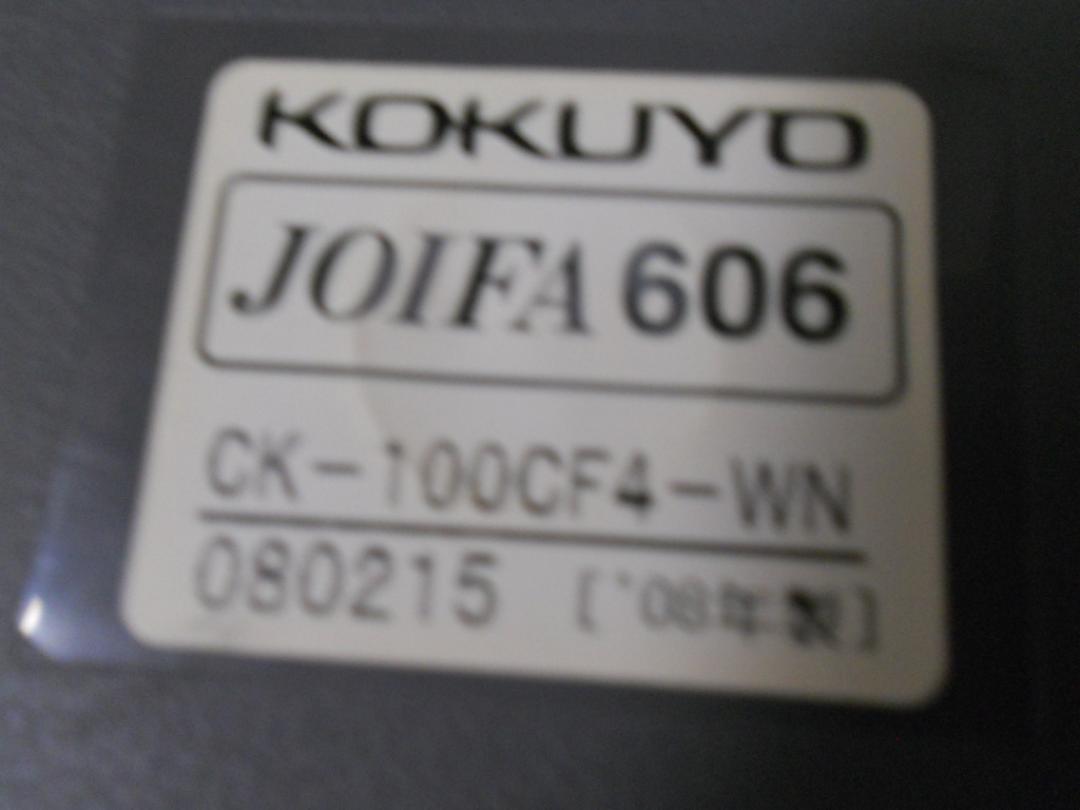 KOKUYO
JOIFA 606
CK-100CF4-WN
080215 ['08年製]